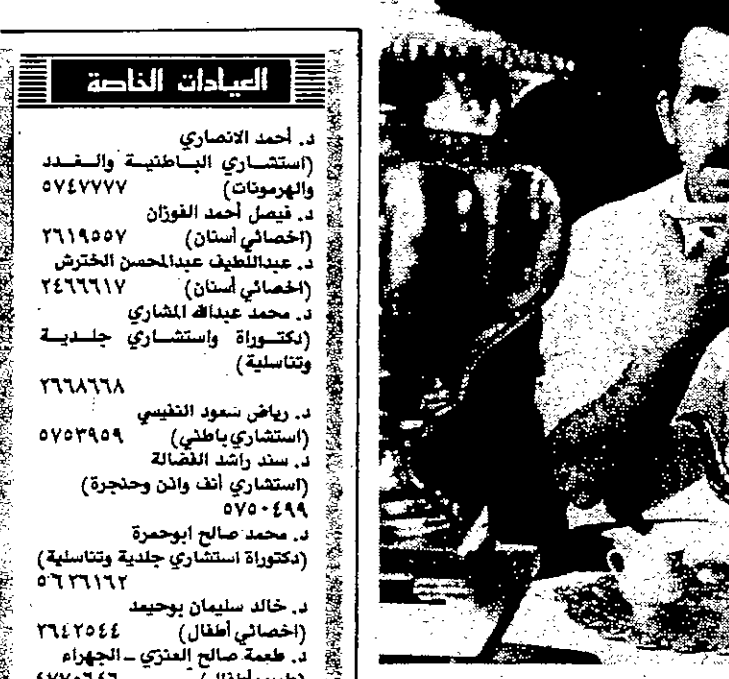 العيادات الخاصة
د. أحمد الانصاري
(استشاري الباطنية والغدد
والهرمونات) ٥٧٤٧٧٧٧
د. فيصل أحمد الفوزان
(اخصائي أسنان) ٢٦١٩٥٥٧
د. عبداللطيف عبدالمحسن الخترش
(اخصائي أسنان) ٢٤٦٦٦١٧
د. محمد عبدالله المشاري
(دكتوراة واستشاري جلدية
وتناسلية)
٢٦٦٨٦٦٨
د. رياض سعود النفيسي
(استشاري باطني) ٥٧٥٣٩٥٩
د. سند راشد الفضالة
(استشاري أنف واذن وحنجرة)
٥٧٥٠٤٩٩
د. محمد صالح ابوحمرة
(دكتوراة استشاري جلدية وتناسلية)
٥٦٢٦١٦٢
د. خالد سليمان بوحيمد
(اخصائي أطفال) ٢٦٤٢٥٤٤
د. طعمة صالح العنزي - الجهراء